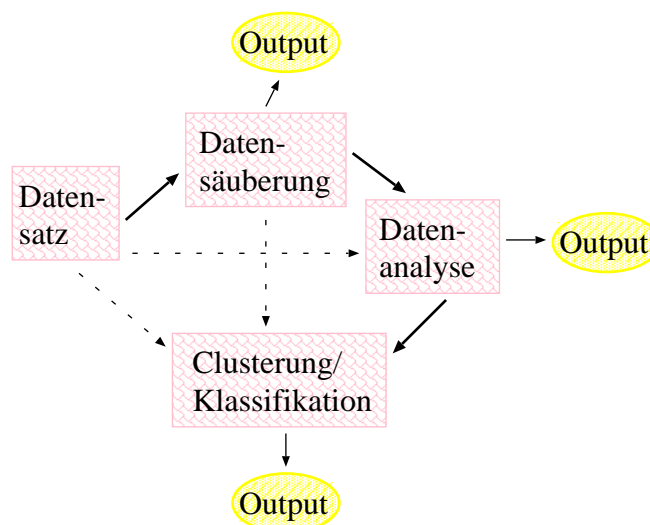 Output
Daten-
säuberung
Daten-
satz
Daten-
analyse
Output
Clusterung/
Klassifikation
Output